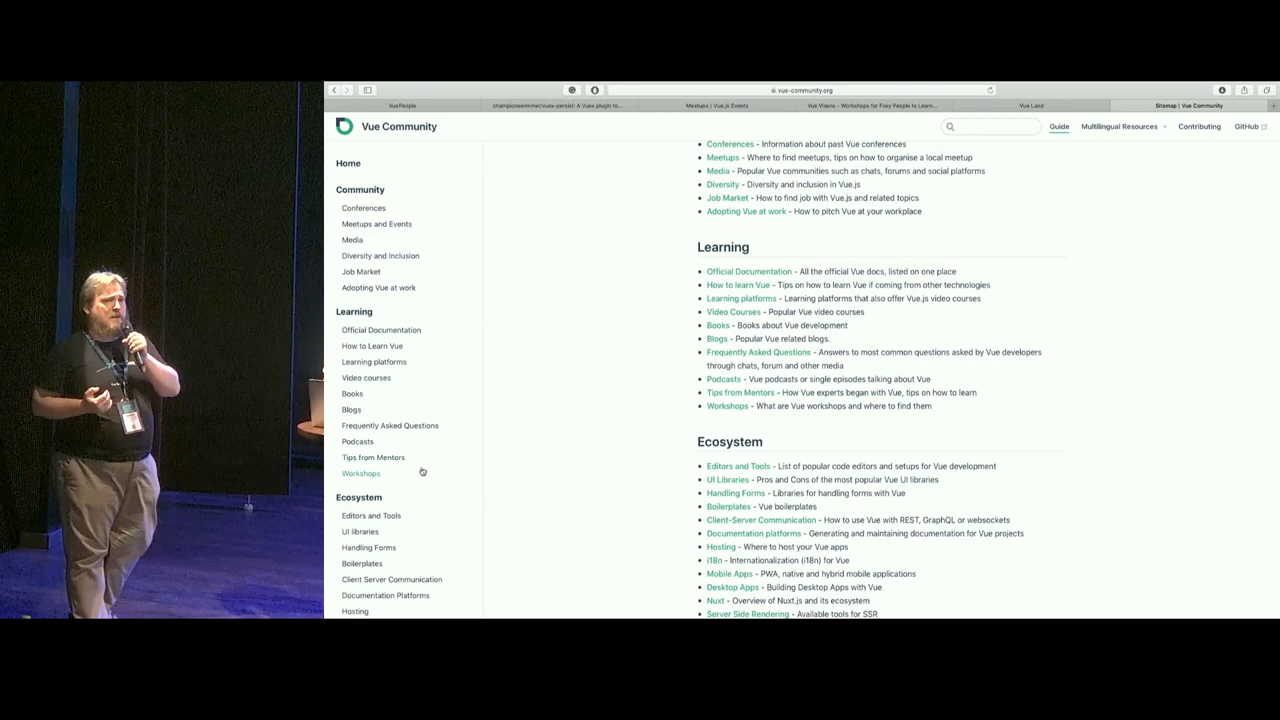 vue-community.org
VuePeople
championswimmer/vuex-persist: A Vuex plugin to...
Meetups | Vue.js Events
Vue Vixens - Workshops for Foxy People to Learn...
Vue Land
Sitemap | Vue Community
Vue Community
Guide
Multilingual Resources
Contributing
GitHub
Home
Community
Conferences
Meetups and Events
Media
Diversity and Inclusion
Job Market
Adopting Vue at work
Learning
Official Documentation
How to Learn Vue
Learning platforms
Video courses
Books
Blogs
Frequently Asked Questions
Podcasts
Tips from Mentors
Workshops
Ecosystem
Editors and Tools
UI libraries
Handling Forms
Boilerplates
Client Server Communication
Documentation Platforms
Hosting
• Conferences - Information about past Vue conferences
• Meetups - Where to find meetups, tips on how to organise a local meetup
• Media - Popular Vue communities such as chats, forums and social platforms
• Diversity - Diversity and inclusion in Vue.js
• Job Market - How to find job with Vue.js and related topics
• Adopting Vue at work - How to pitch Vue at your workplace
Learning
• Official Documentation - All the official Vue docs, listed on one place
• How to learn Vue - Tips on how to learn Vue if coming from other technologies
• Learning platforms - Learning platforms that also offer Vue.js video courses
• Video Courses - Popular Vue video courses
• Books - Books about Vue development
• Blogs - Popular Vue related blogs.
• Frequently Asked Questions - Answers to most common questions asked by Vue developers
through chats, forum and other media
• Podcasts - Vue podcasts or single episodes talking about Vue
• Tips from Mentors - How Vue experts began with Vue, tips on how to learn
• Workshops - What are Vue workshops and where to find them
Ecosystem
• Editors and Tools - List of popular code editors and setups for Vue development
• UI Libraries - Pros and Cons of the most popular Vue UI libraries
• Handling Forms - Libraries for handling forms with Vue
• Boilerplates - Vue boilerplates
• Client-Server Communication - How to use Vue with REST, GraphQL or websockets
• Documentation platforms - Generating and maintaining documentation for Vue projects
• Hosting - Where to host your Vue apps
• i18n - Internationalization (i18n) for Vue
• Mobile Apps - PWA, native and hybrid mobile applications
• Desktop Apps - Building Desktop Apps with Vue
• Nuxt - Overview of Nuxt.js and its ecosystem
• Server Side Rendering - Available tools for SSR